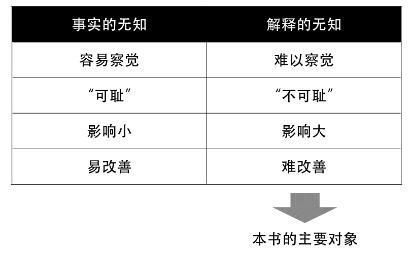 事实的无知 解释的无知
容易察觉 难以察觉
“可耻” “不可耻”
影响小 影响大
易改善 难改善
本书的主要对象